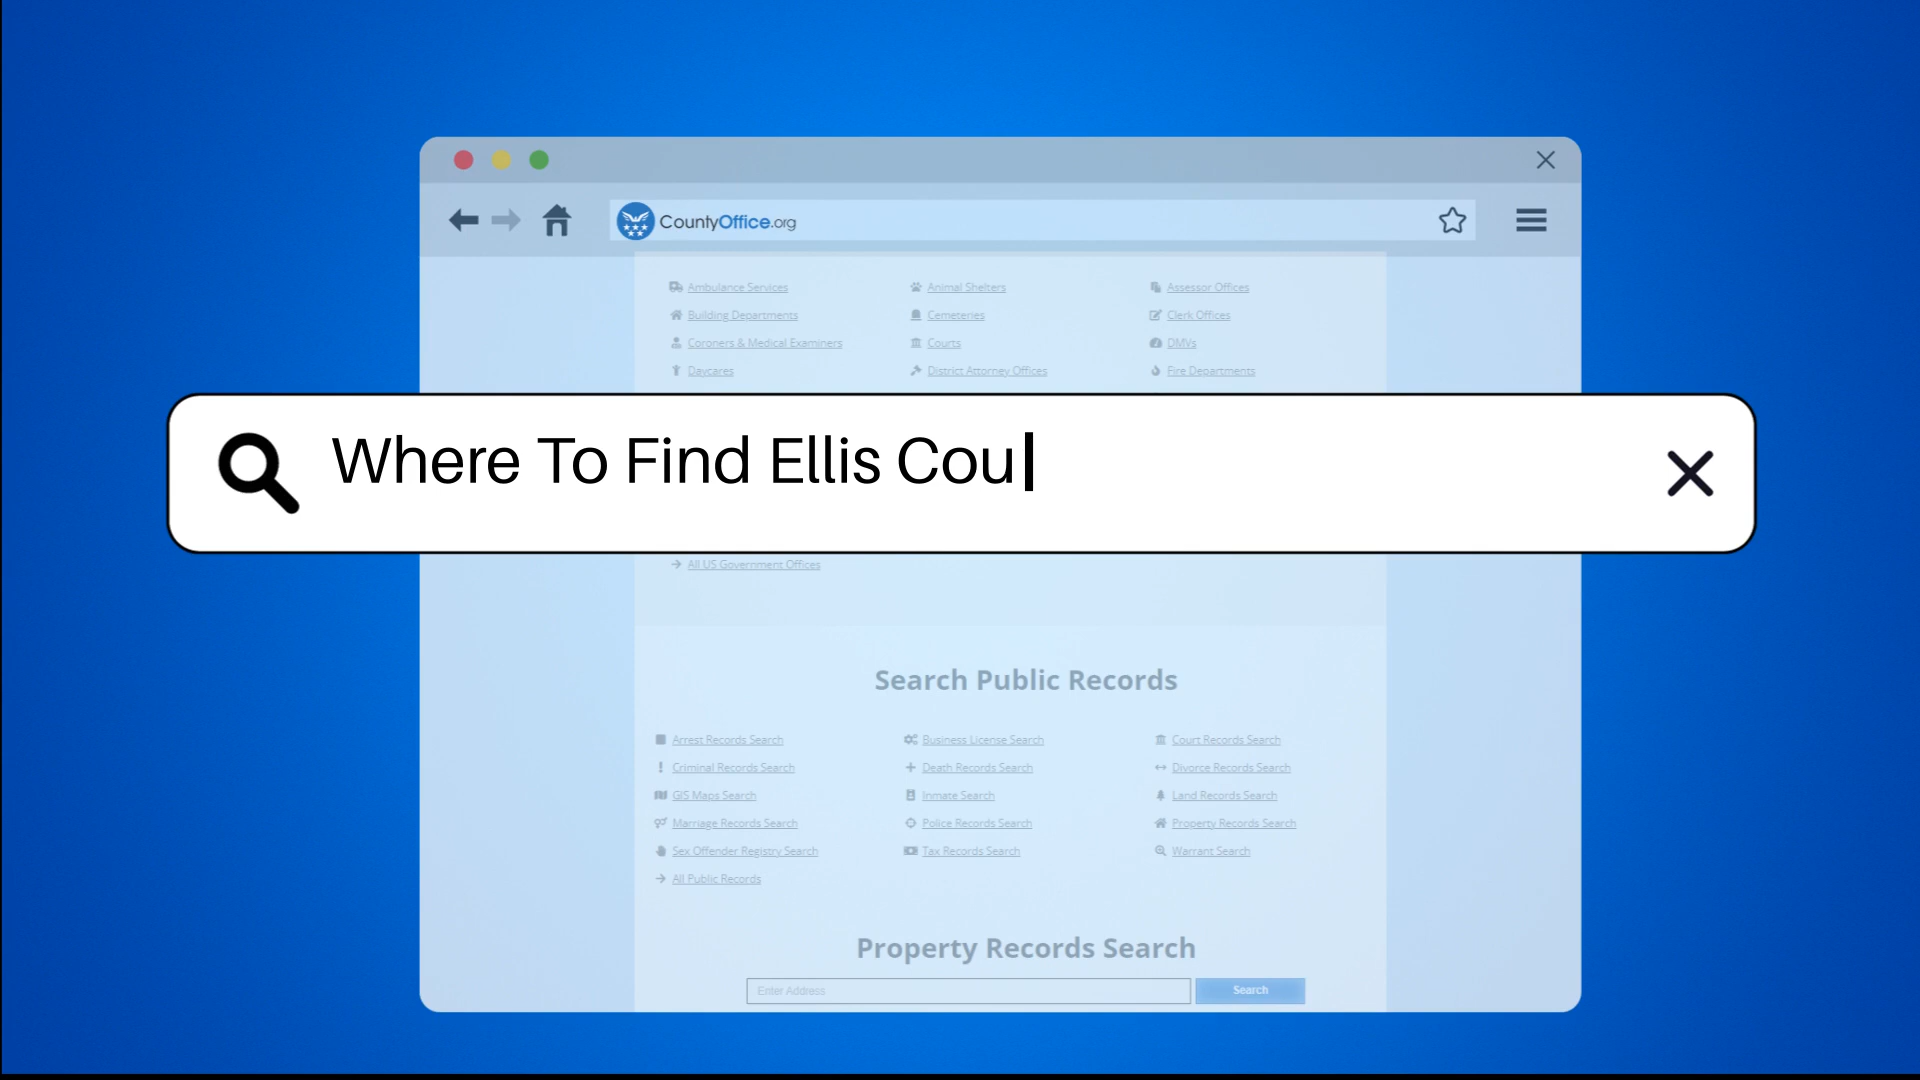 CountyOffice.org
Ambulance Services Animal Shelters Assessor Offices
Building Departments Cemeteries Clerk Offices
Coroners & Medical Examiners Courts DMVs
Daycares District Attorney Offices Fire Departments
Where To Find Ellis Cou
All US Government Offices
Search Public Records
Arrest Records Search Business License Search Court Records Search
Criminal Records Search Death Records Search Divorce Records Search
GIS Maps Search Inmate Search Land Records Search
Marriage Records Search Police Records Search Property Records Search
Sex Offender Registry Search Tax Records Search Warrant Search
All Public Records
Property Records Search
Enter Address Search